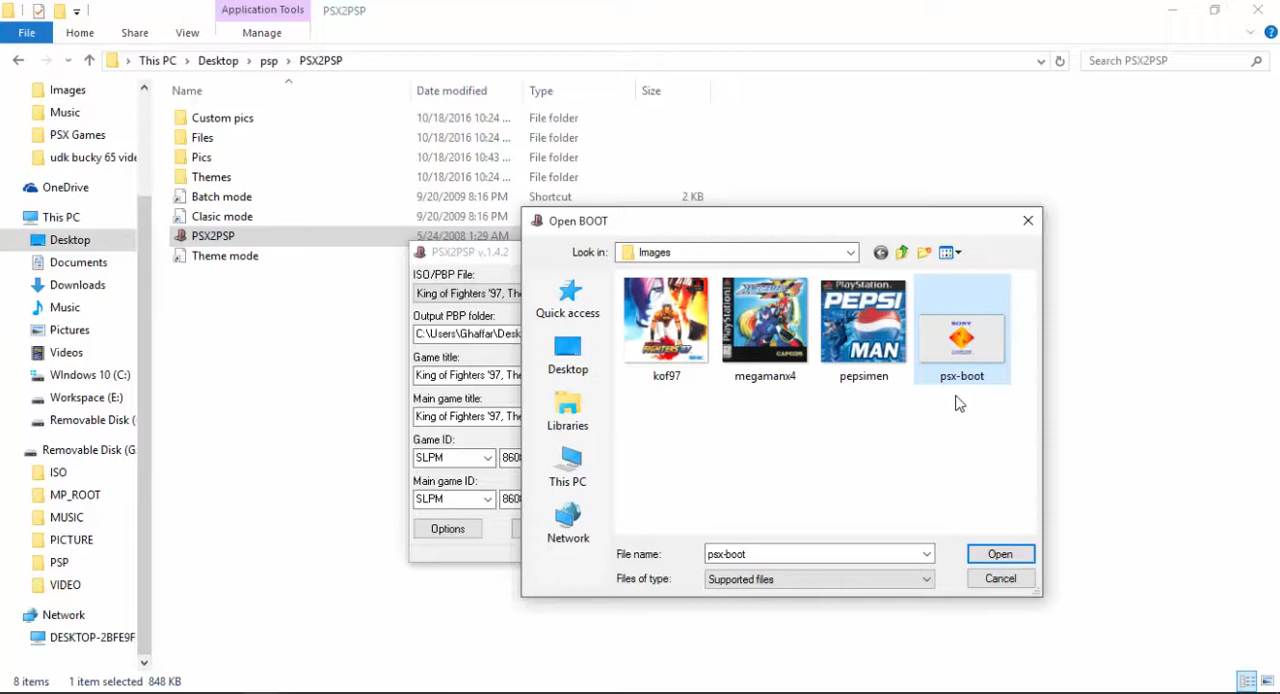 Application Tools PSX2PSP
File Home Share View Manage
This PC Desktop psp PSX2PSP Search PSX2PSP
Name Date modified Type Size
Images
Music
PSX Games
udk bucky 65 vide
OneDrive
This PC
Desktop
Documents
Downloads
Music
Pictures
Videos
WIndows 10 (C:)
Workspace (E:)
Removable Disk (
Removable Disk (G
ISO
MP_ROOT
MUSIC
PICTURE
PSP
VIDEO
Network
DESKTOP-2BFE9F
Custom pics 10/18/2016 10:24 ... File folder
Files 10/18/2016 10:24 ... File folder
Pics 10/18/2016 10:43 ... File folder
Themes 10/18/2016 10:24 ... File folder
Batch mode 9/20/2009 8:16 PM Shortcut 2 KB
Clasic mode 9/20/2009 8:16 PM
PSX2PSP 5/24/2008 1:29 AM
Theme mode
PSX2PSP v.1.4.2
ISO/PBP File:
King of Fighters '97, The
Output PBP folder:
C:\Users\Ghaffar\Desk
Game title:
King of Fighters '97, The
Main game title:
King of Fighters '97, The
Game ID:
SLPM 860
Main game ID:
SLPM 860
Options
Open BOOT
Look in: Images
Quick access
Desktop
Libraries
This PC
Network
PlayStation
PEPSI
MAN
CAPCOM
SONY
kof97 megamanx4 pepsimen psx-boot
File name: psx-boot Open
Files of type: Supported files Cancel
8 items 1 item selected 848 KB